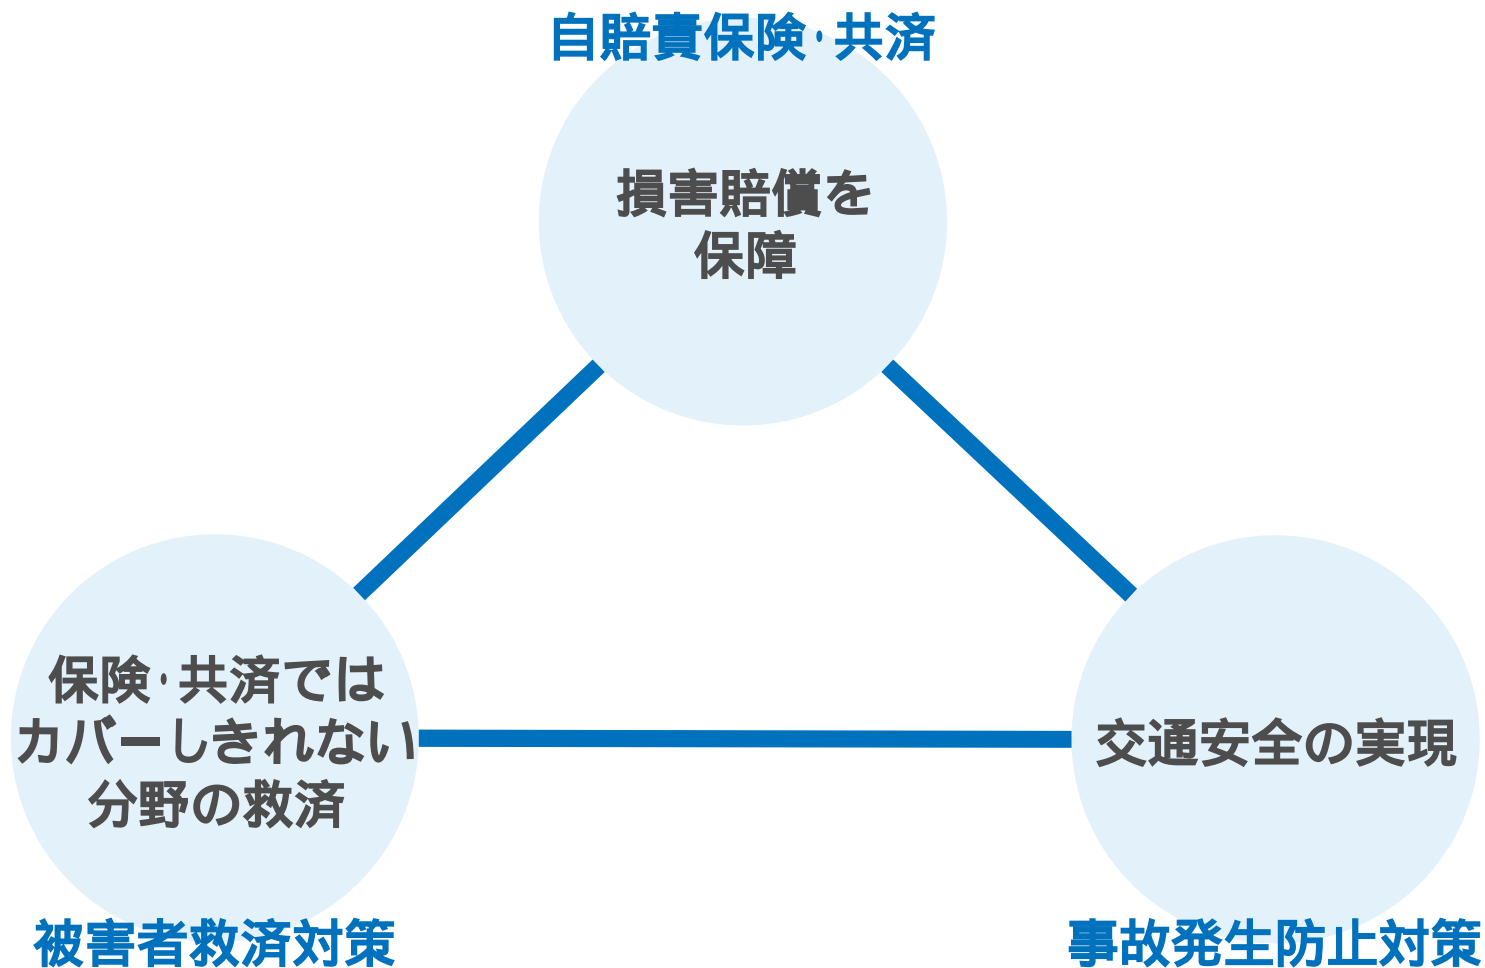 自賠責保険·共済
損害賠償を
保障
保険·共済では
カバーしきれない
分野の救済
被害者救済対策
交通安全の実現
事故発生防止対策